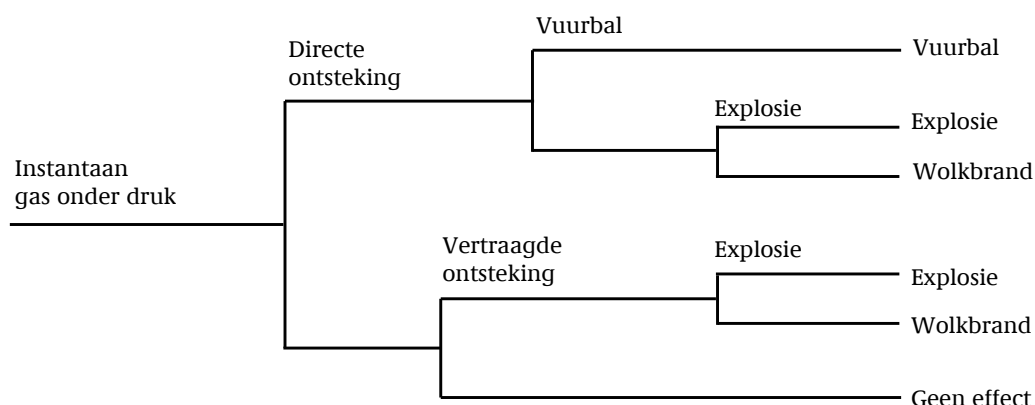 Vuurbal
Directe
ontsteking
Vuurbal
Explosie
Explosie
Instantaan
gas onder druk
Wolkbrand
Vertraagde
ontsteking
Explosie
Explosie
Wolkbrand
Geen effect